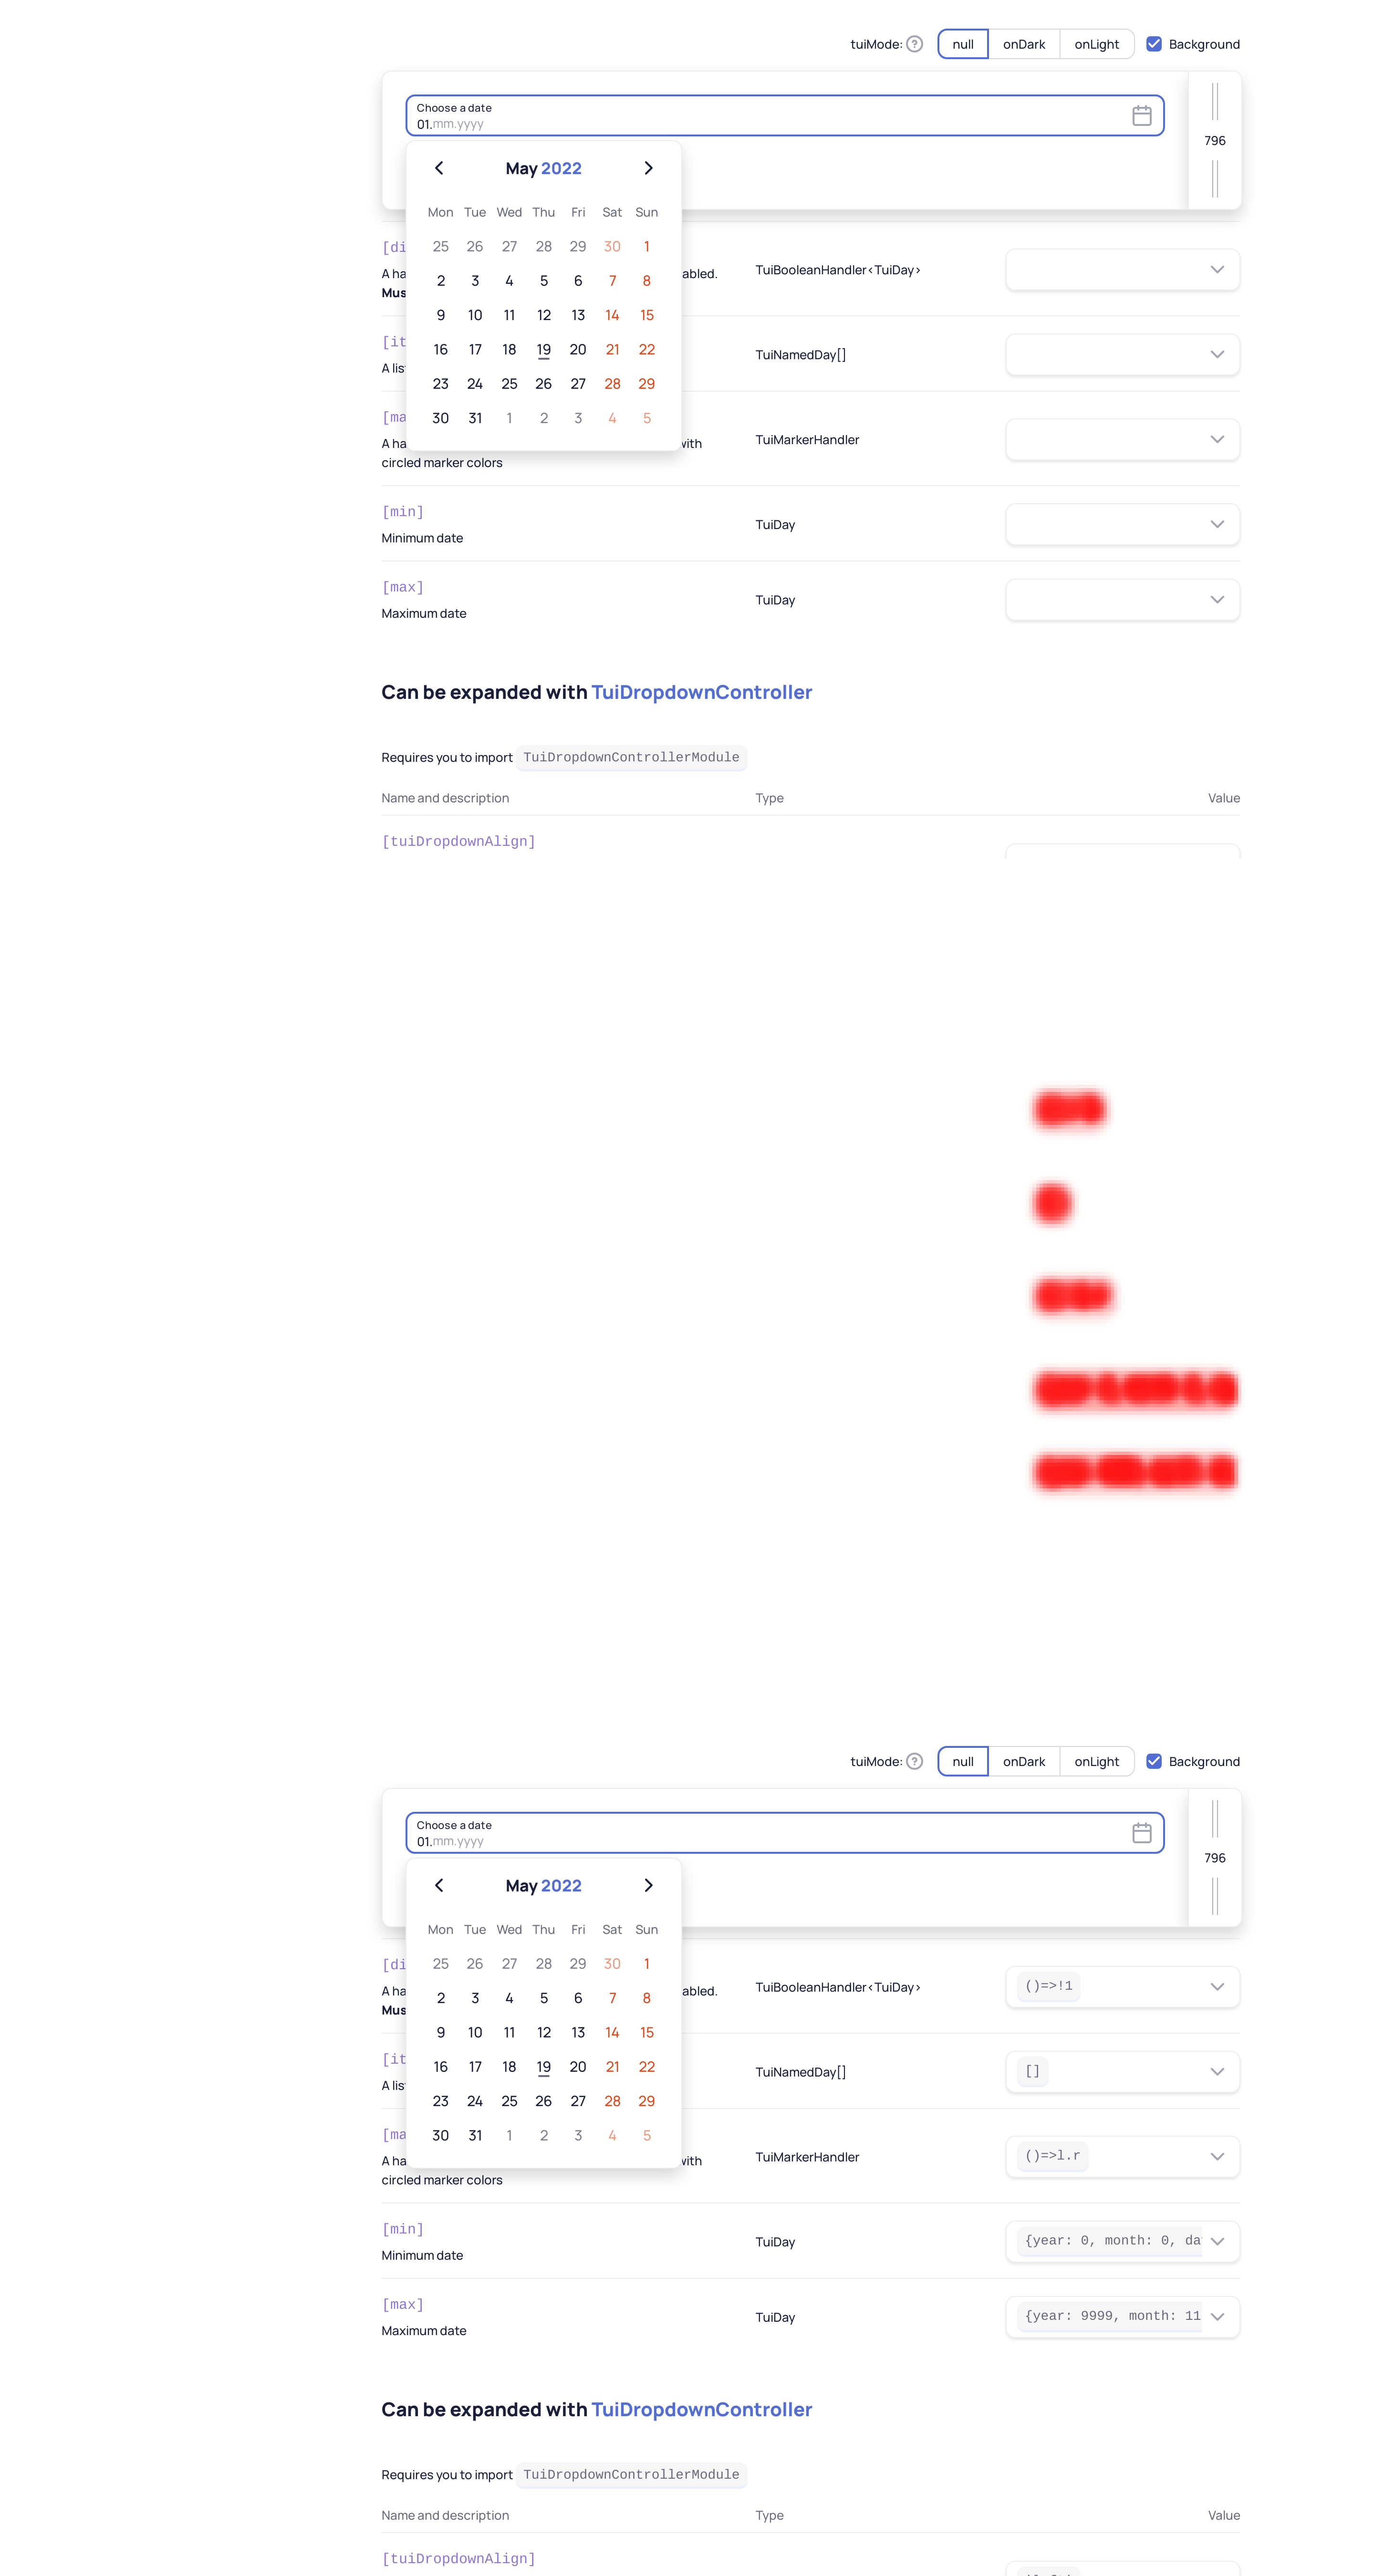 tuiMode: ? null onDark onLight Background
Choose a date
01.mm.yyyy
796
May 2022
Mon Tue Wed Thu Fri Sat Sun
25 26 27 28 29 30 1
2 3 4 5 6 7 8
9 10 11 12 13 14 15
16 17 18 19 20 21 22
23 24 25 26 27 28 29
30 31 1 2 3 4 5
[di
A ha abled.
Mus
TuiBooleanHandler<TuiDay>
[it
A lis
TuiNamedDay[]
[ma
A ha with
circled marker colors
TuiMarkerHandler
[min]
Minimum date
TuiDay
[max]
Maximum date
TuiDay
Can be expanded with TuiDropdownController
Requires you to import TuiDropdownControllerModule
Name and description Type Value
[tuiDropdownAlign]
tuiMode: ? null onDark onLight Background
Choose a date
01.mm.yyyy
796
May 2022
Mon Tue Wed Thu Fri Sat Sun
25 26 27 28 29 30 1
2 3 4 5 6 7 8
9 10 11 12 13 14 15
16 17 18 19 20 21 22
23 24 25 26 27 28 29
30 31 1 2 3 4 5
[di
A ha abled.
Mus
TuiBooleanHandler<TuiDay>
()=>!1
[it
A lis
TuiNamedDay[]
[]
[ma
A ha with
circled marker colors
TuiMarkerHandler
()=>l.r
[min]
Minimum date
TuiDay
{year: 0, month: 0, da
[max]
Maximum date
TuiDay
{year: 9999, month: 11
Can be expanded with TuiDropdownController
Requires you to import TuiDropdownControllerModule
Name and description Type Value
[tuiDropdownAlign]